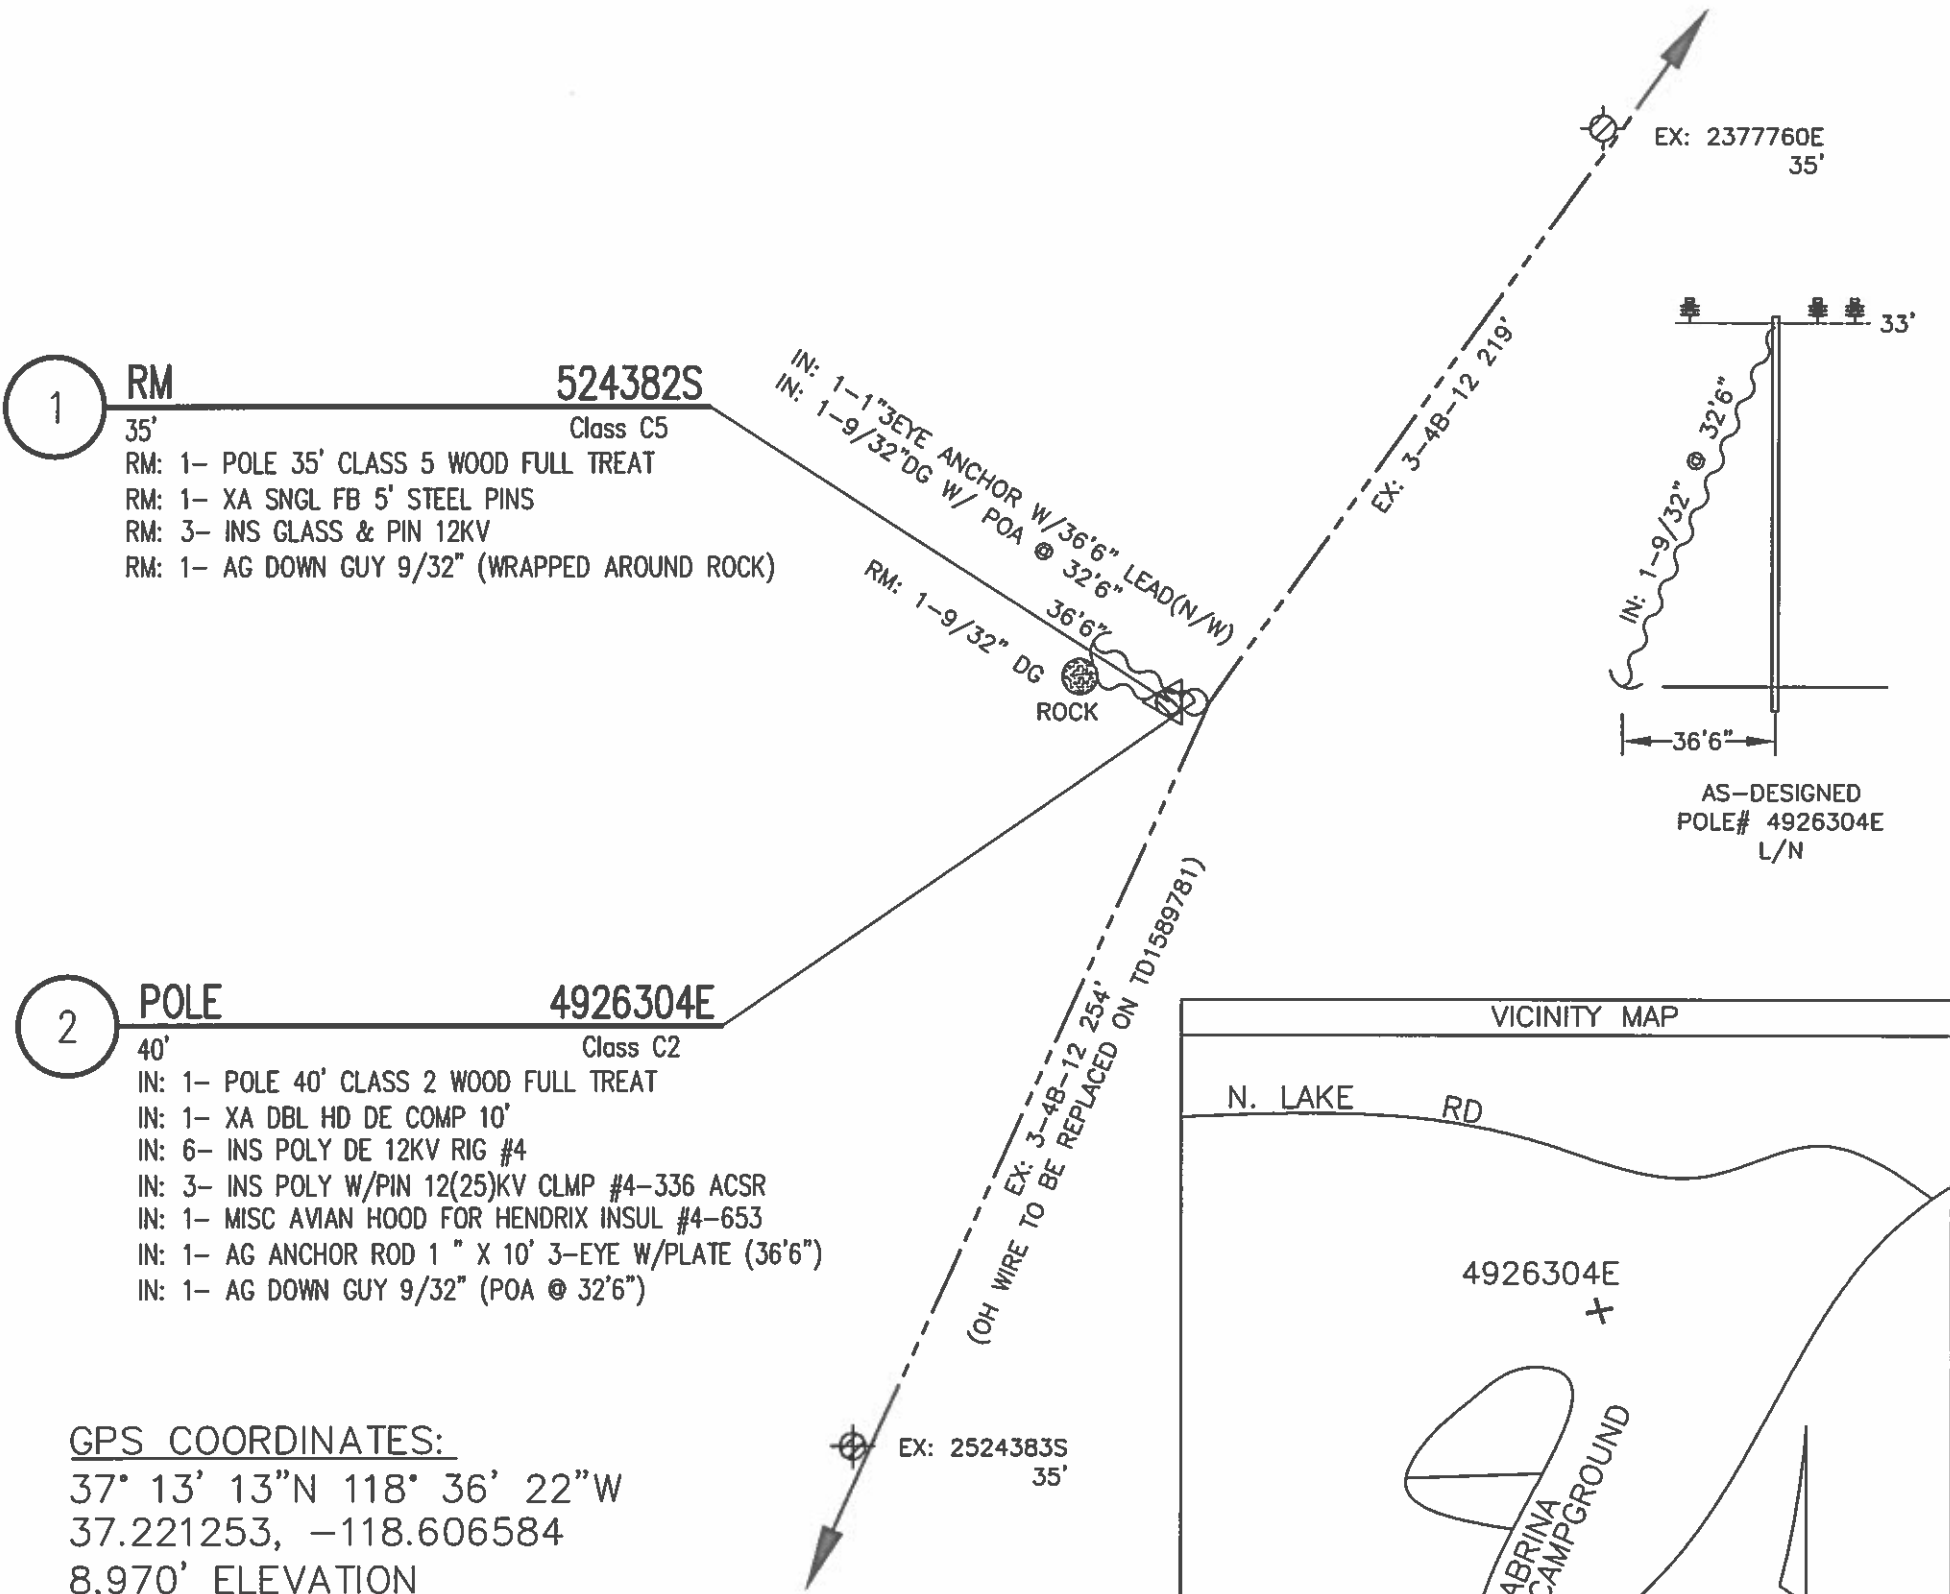 EX: 2377760E
35'
33'
1
RM 524382S
35' Class C5
RM: 1- POLE 35' CLASS 5 WOOD FULL TREAT
RM: 1- XA SNGL FB 5' STEEL PINS
RM: 3- INS GLASS & PIN 12KV
RM: 1- AG DOWN GUY 9/32" (WRAPPED AROUND ROCK)
IN: 1-1"3EYE ANCHOR W/36'6" LEAD(N/W)
IN: 1-9/32"DG W/ POA @ 32'6"
36'6"
RM: 1-9/32" DG
ROCK
EX: 3-4B-12 219'
IN: 1-9/32" @ 32'6"
36'6"
AS-DESIGNED
POLE# 4926304E
L/N
2
POLE 4926304E
40' Class C2
IN: 1- POLE 40' CLASS 2 WOOD FULL TREAT
IN: 1- XA DBL HD DE COMP 10'
IN: 6- INS POLY DE 12KV RIG #4
IN: 3- INS POLY W/PIN 12(25)KV CLMP #4-336 ACSR
IN: 1- MISC AVIAN HOOD FOR HENDRIX INSUL #4-653
IN: 1- AG ANCHOR ROD 1 " X 10' 3-EYE W/PLATE (36'6")
IN: 1- AG DOWN GUY 9/32" (POA @ 32'6")
EX: 3-4B-12 254'
(OH WIRE TO BE REPLACED ON TD1589781)
EX: 2524383S
35'
GPS COORDINATES:
37° 13' 13"N 118° 36' 22"W
37.221253, -118.606584
8,970' ELEVATION
VICINITY MAP
N. LAKE RD
4926304E
ABRINA
CAMPGROUND